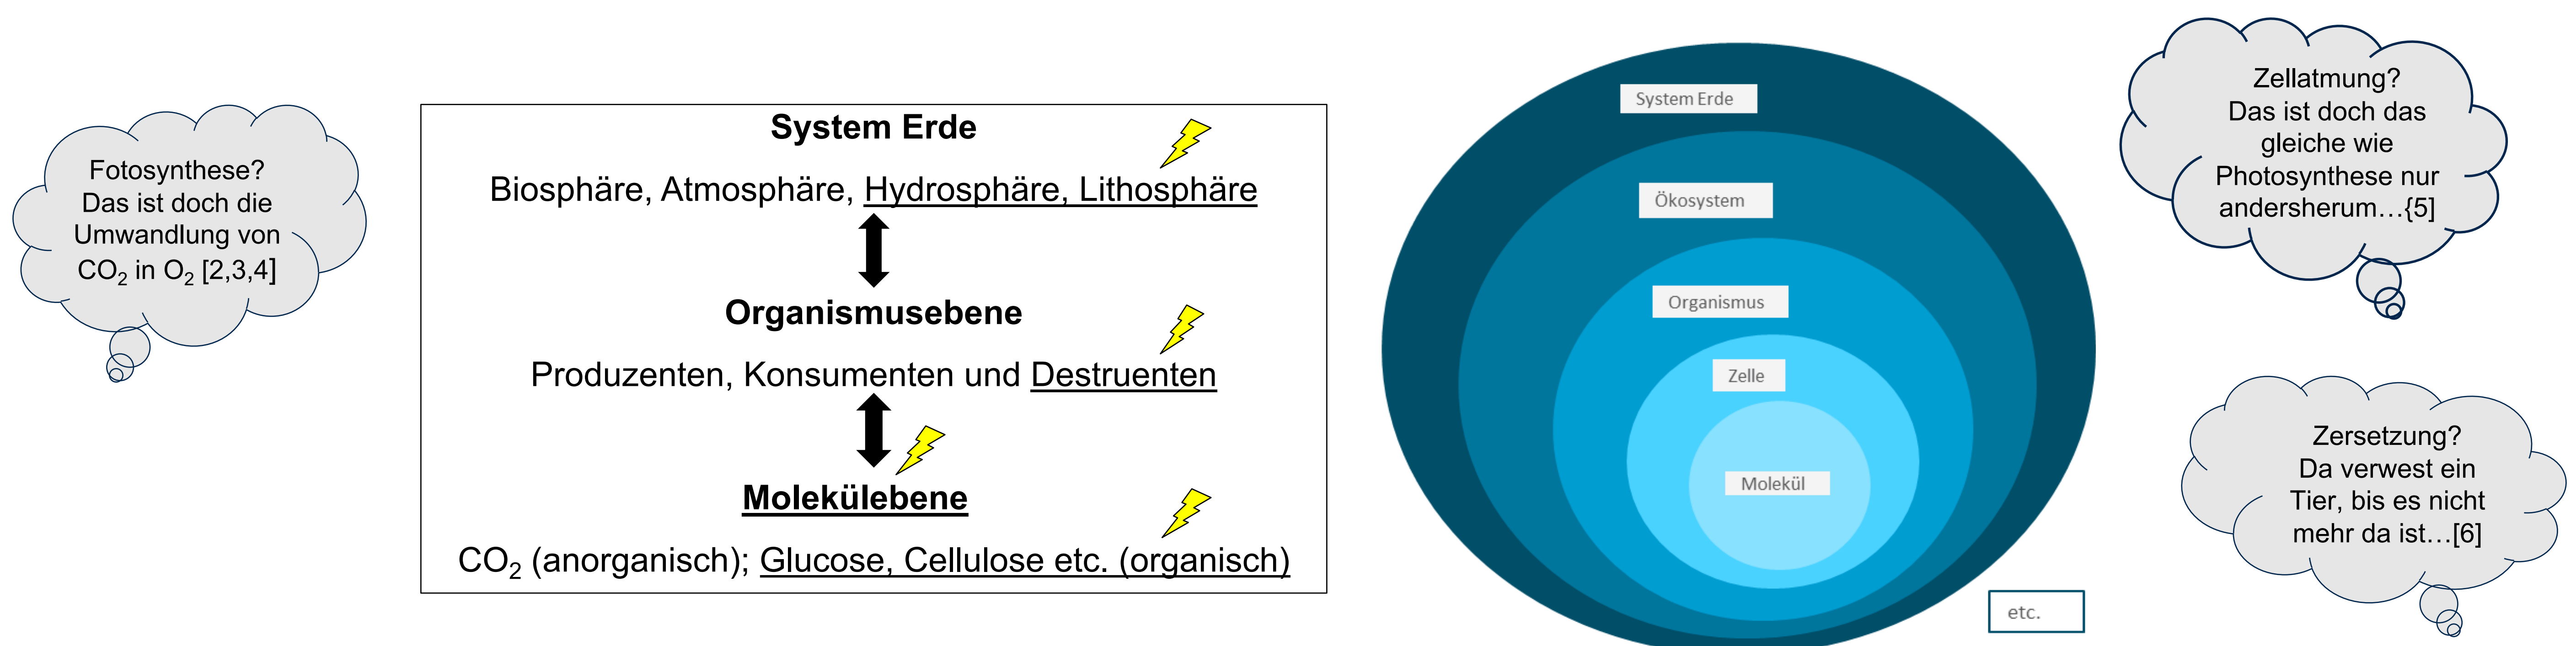 Fotosynthese?
Das ist doch die
Umwandlung von
CO₂ in O₂ [2,3,4]
System Erde
Biosphäre, Atmosphäre, Hydrosphäre, Lithosphäre
Organismusebene
Produzenten, Konsumenten und Destruenten
Molekülebene
CO₂ (anorganisch); Glucose, Cellulose etc. (organisch)
System Erde
Ökosystem
Organismus
Zelle
Molekül
etc.
Zellatmung?
Das ist doch das
gleiche wie
Photosynthese nur
andersherum…{5]
Zersetzung?
Da verwest ein
Tier, bis es nicht
mehr da ist…[6]